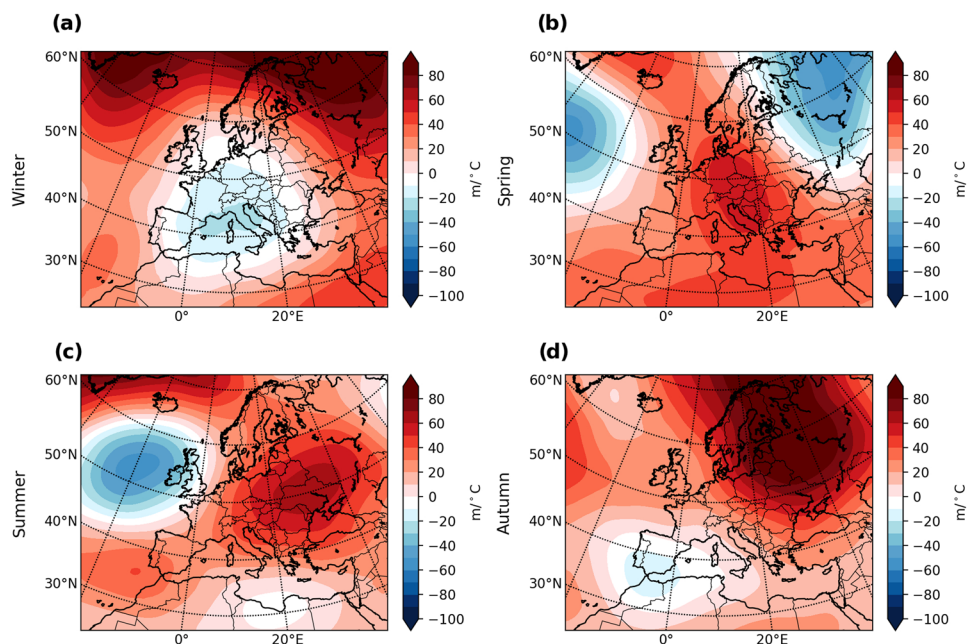 (a)
Winter
60°N
50°N
40°N
30°N
0°
20°E
80
60
40
20
0
−20
−40
−60
−80
−100
m/°C
(b)
Spring
60°N
50°N
40°N
30°N
0°
20°E
80
60
40
20
0
−20
−40
−60
−80
−100
m/°C
(c)
Summer
60°N
50°N
40°N
30°N
0°
20°E
80
60
40
20
0
−20
−40
−60
−80
−100
m/°C
(d)
Autumn
60°N
50°N
40°N
30°N
0°
20°E
80
60
40
20
0
−20
−40
−60
−80
−100
m/°C